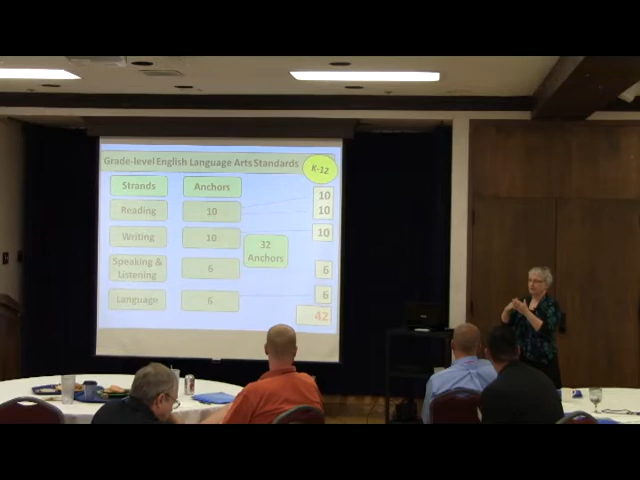 Grade-level English Language Arts Standards
K-12
Strands
Anchors
10
Reading
10
10
Writing
10
10
32
Anchors
Speaking &
Listening
6
6
Language
6
6
42